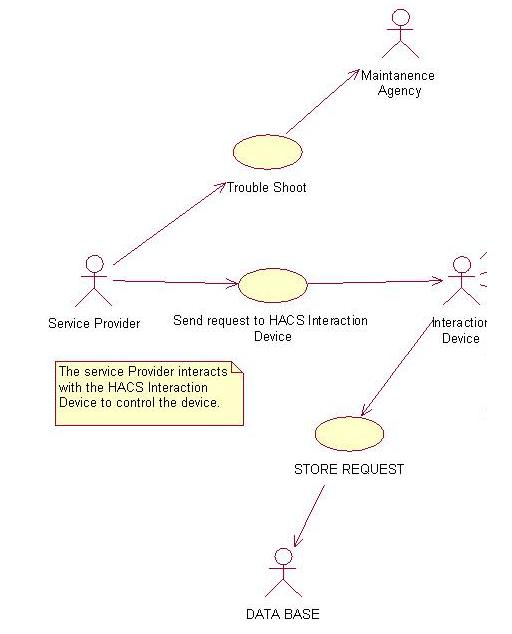 Maintanence
Agency
Trouble Shoot
Service Provider
Send request to HACS Interaction
Device
Interaction
Device
The service Provider interacts
with the HACS Interaction
Device to control the device.
STORE REQUEST
DATA BASE